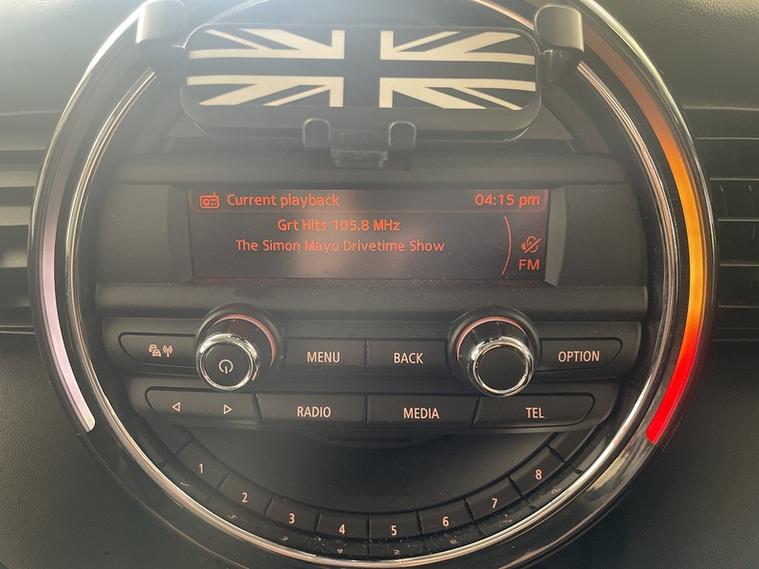 Current playback 04:15 pm
Grt Hits 105.8 MHz
The Simon Mayo Drivetime Show
FM
MENU BACK OPTION
RADIO MEDIA TEL
1 2 3 4 5 6 7 8